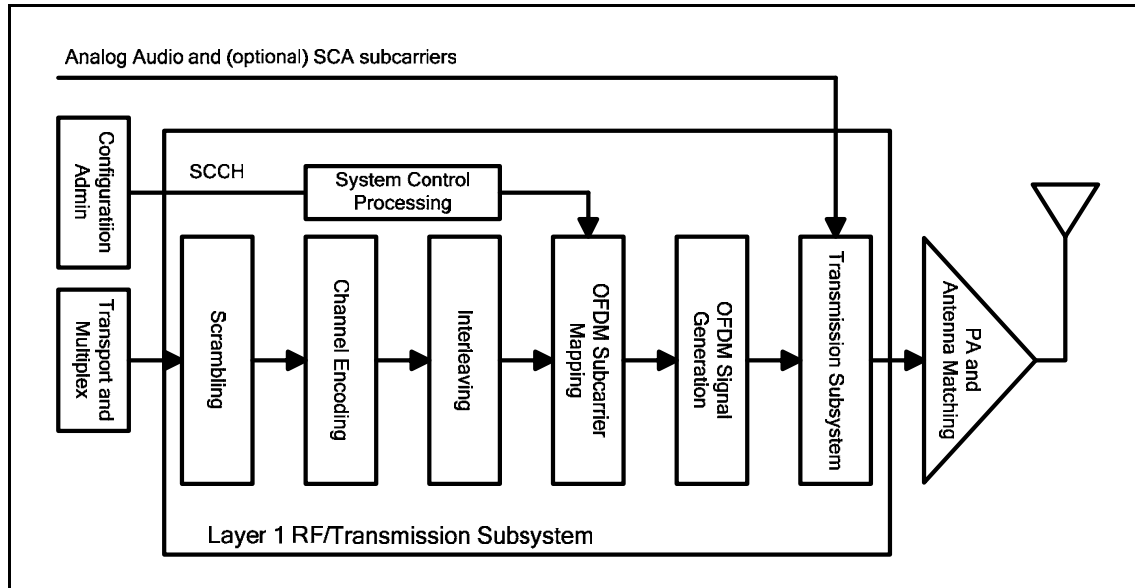 Analog Audio and (optional) SCA subcarriers
Configuratiion
Admin
SCCH
System Control
Processing
Transport and
Multiplex
Scrambling
Channel Encoding
Interleaving
OFDM Subcarrier
Mapping
OFDM Signal
Generation
Transmission Subsystem
PA and
Antenna Matching
Layer 1 RF/Transmission Subsystem